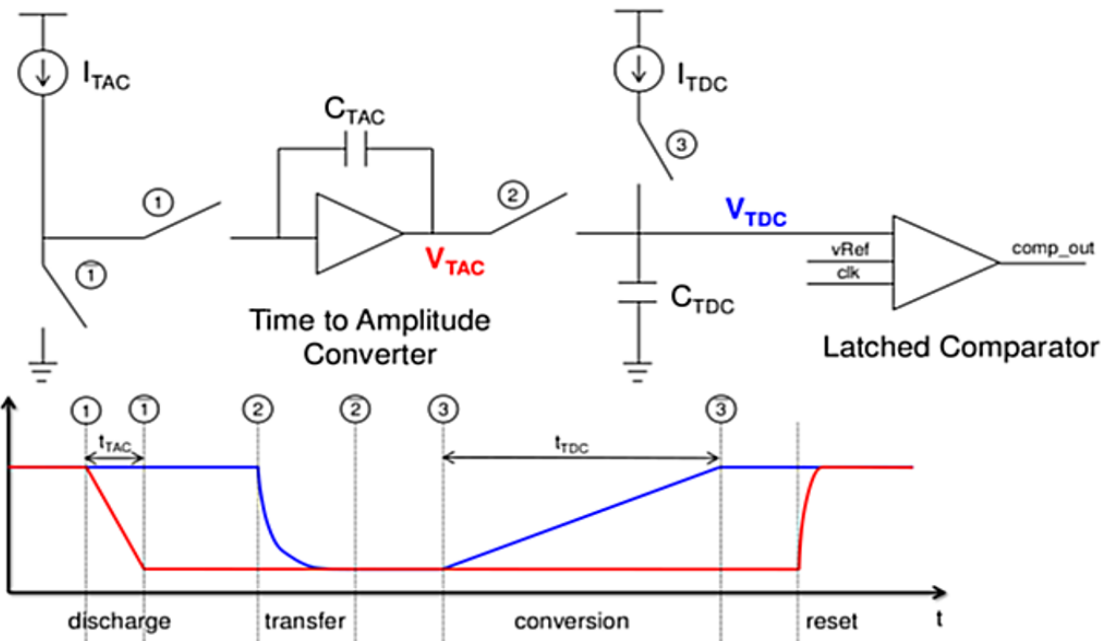 I_TAC
I_TDC
C_TAC
③
①
②
V_TDC
vRef
clk
comp_out
V_TAC
①̅
C_TDC
Time to Amplitude
Converter
Latched Comparator
① ①̅ ② ②̅ ③ ③̅
t_TAC
t_TDC
discharge transfer conversion reset t